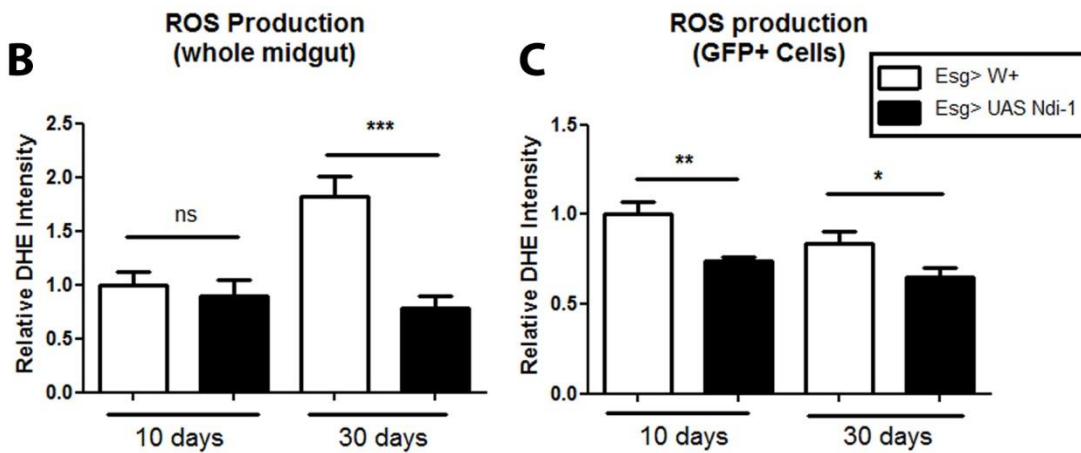 B
ROS Production
(whole midgut)
Relative DHE Intensity
2.5
2.0
1.5
1.0
0.5
0.0
ns
***
10 days
30 days
C
ROS production
(GFP+ Cells)
Esg> W+
Esg> UAS Ndi-1
Relative DHE Intensity
1.5
1.0
0.5
0.0
**
*
10 days
30 days